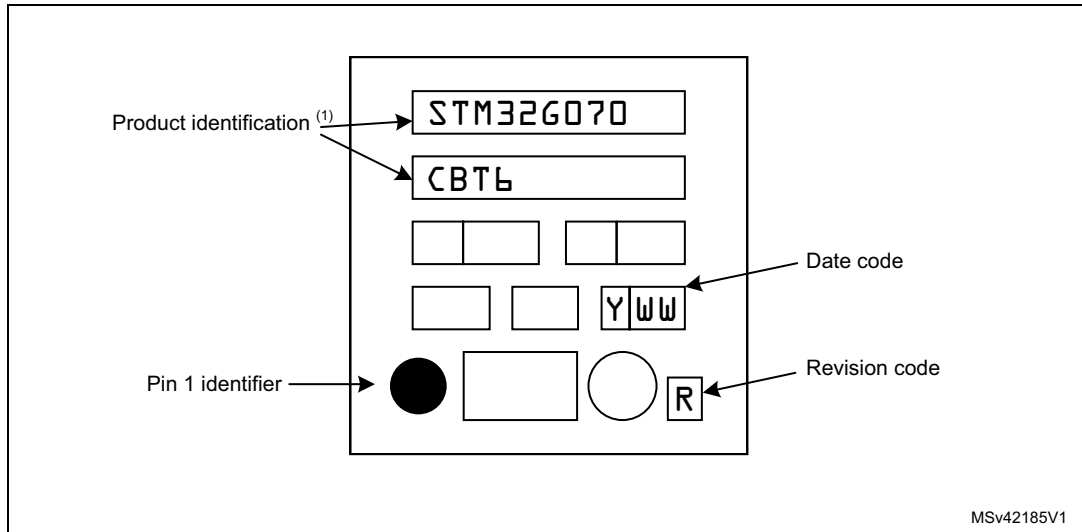 STM32G070
Product identification (1)
CBT6
Date code
Y WW
Pin 1 identifier
Revision code
R
MSv42185V1